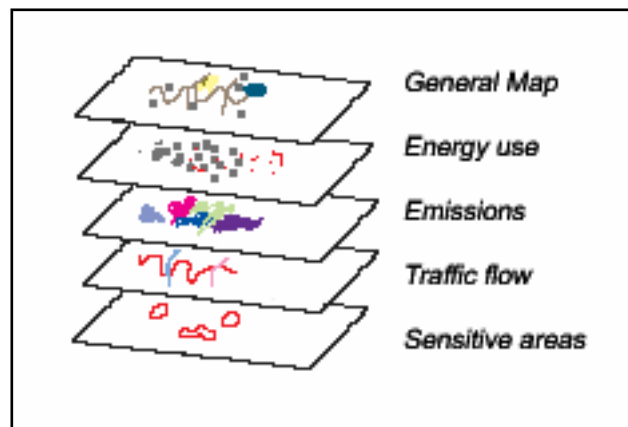 General Map
Energy use
Emissions
Traffic flow
Sensitive areas